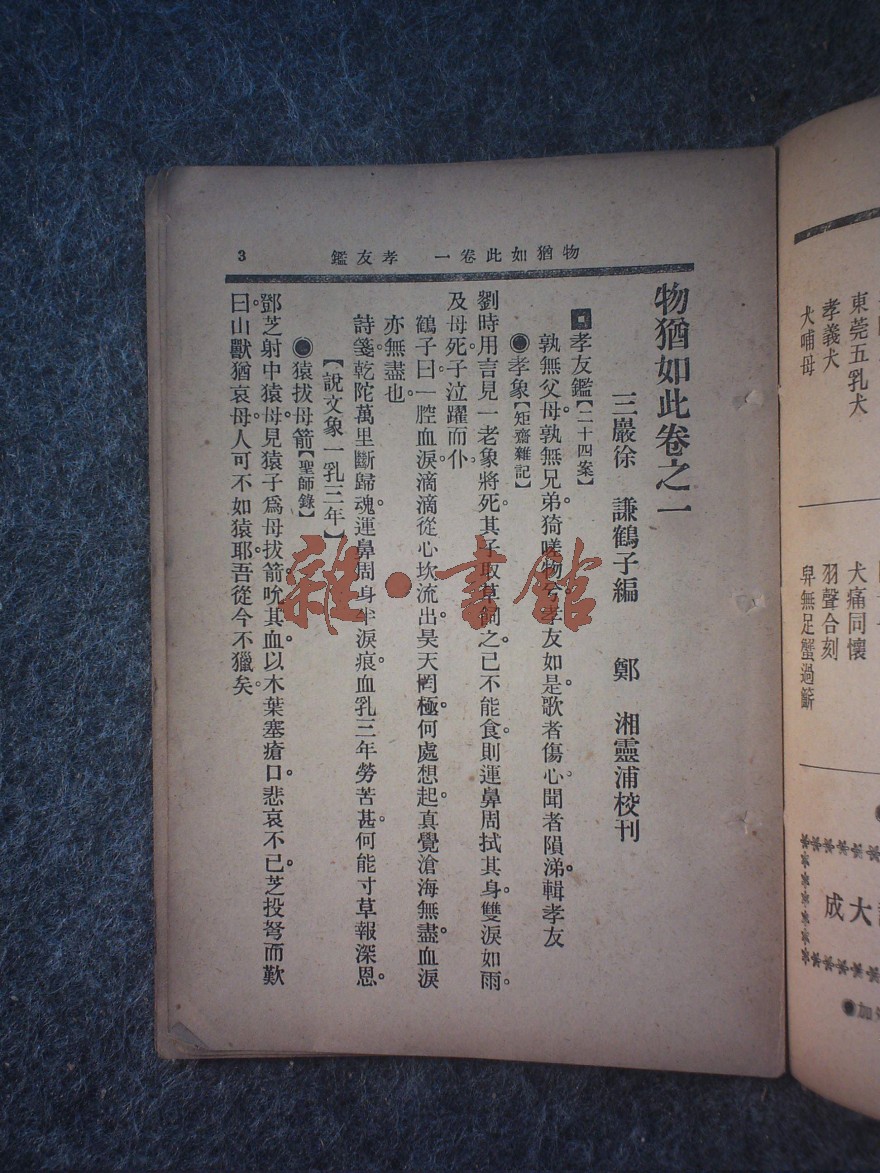 物猶如此卷之一
三嚴徐　謙鶴子編　鄭　湘靈浦校刊
孝友鑑【二十四案】
孰無父母。孰無兄弟。猗嗟物兮。孝友如是。歌者傷心。聞者隕涕。輯孝友
●孝象【矩齋雜記】
劉時用言見一老象將死。其子取草飼之。已不能食。則運鼻周拭其身。雙淚如雨。
及母死。子泣躍而仆。
鶴子曰。一腔血淚。滴滴從心坎流出。昊天罔極。何處想起。真覺滄海無盡。血淚
亦無盡也。
詩箋。乾陀萬里斷歸魂。運鼻周身半淚痕。血乳三年勞苦甚。何能寸草報深恩。
【說文象一乳三年】
●猿拔母箭【聖師錄】
鄧芝射中猿母。見猿子爲母拔箭。吮其血。以木葉塞瘡口。悲哀不已。芝投弩而歎
曰。山獸猶哀母。人可不如猿耶。吾從今不獵矣。
物猶如此卷一　孝友鑑
3
雜·書館
東莞五乳犬
孝義犬
犬哺母
犬痛同懷
羽聲合刻
皍無足蟹過籪
成大
●加